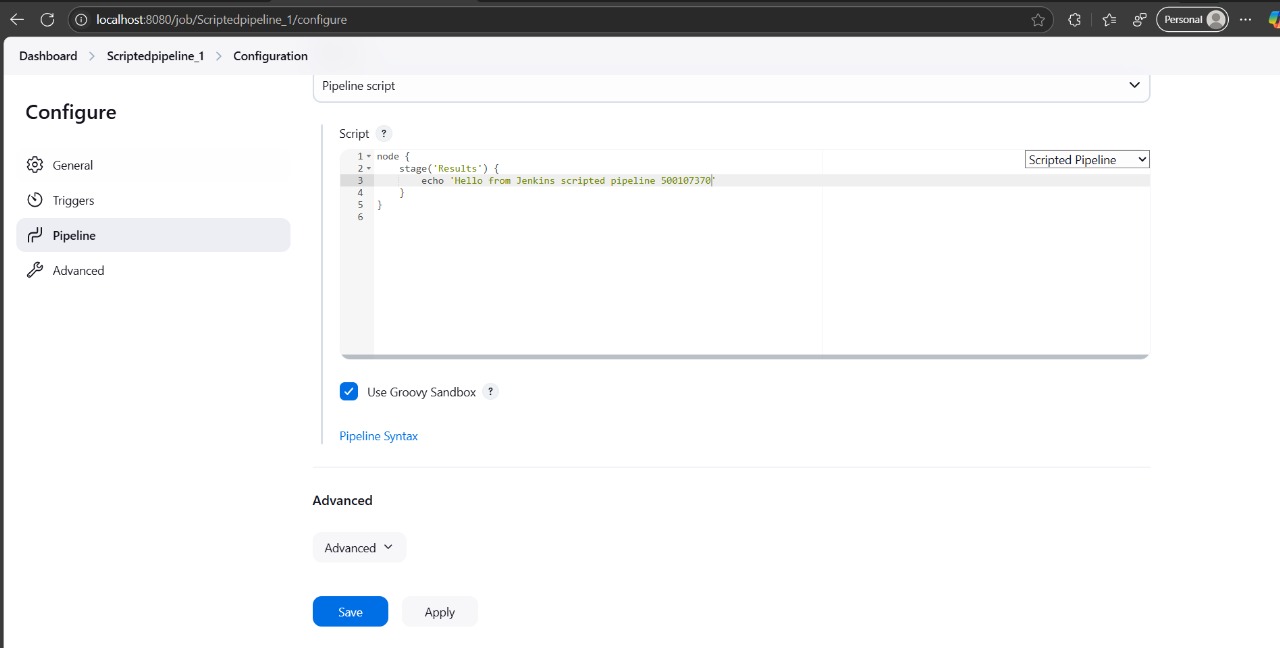 localhost:8080/job/Scriptedpipeline_1/configure
Personal
Dashboard > Scriptedpipeline_1 > Configuration
Configure
General
Triggers
Pipeline
Advanced
Pipeline script
Script ?
Scripted Pipeline
1 node {
2 stage('Results') {
3 echo 'Hello from Jenkins scripted pipeline 500107370'
4 }
5 }
6
Use Groovy Sandbox ?
Pipeline Syntax
Advanced
Advanced
Save Apply